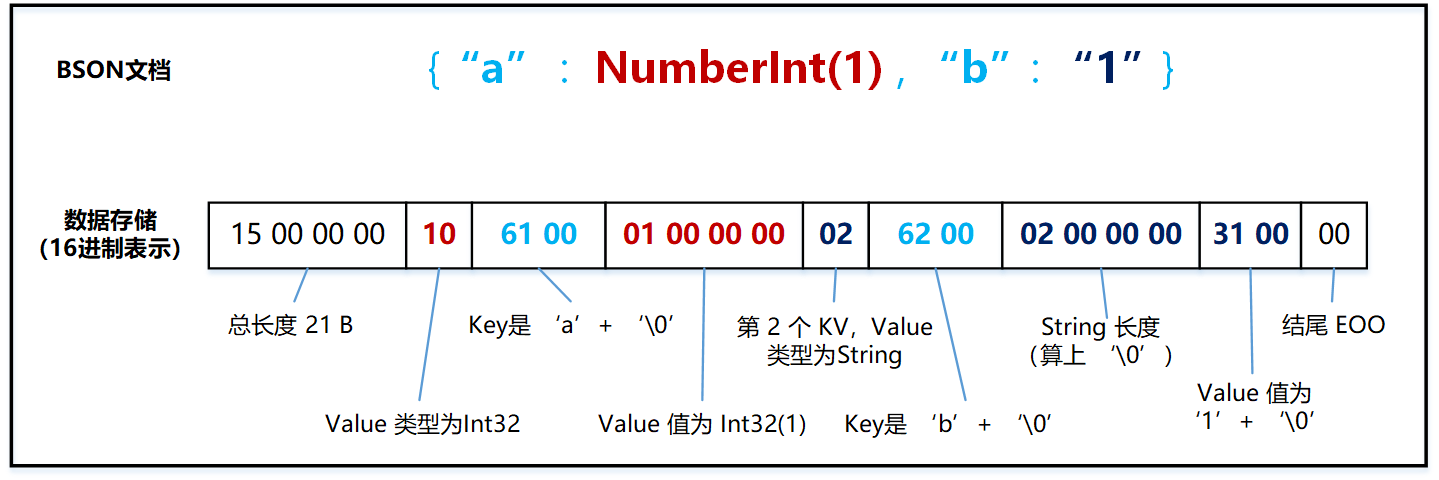 BSON文档
{ “a” : NumberInt(1) , “b” : “1” }
数据存储
(16进制表示)
15 00 00 00 10 61 00 01 00 00 00 02 62 00 02 00 00 00 31 00 00
总长度 21 B
Key是 ‘a’ + ‘\0’
第 2 个 KV，Value
类型为String
String 长度
（算上 ‘\0’ ）
结尾 EOO
Value 类型为Int32
Value 值为 Int32(1)
Key是 ‘b’ + ‘\0’
Value 值为
‘1’ + ‘\0’